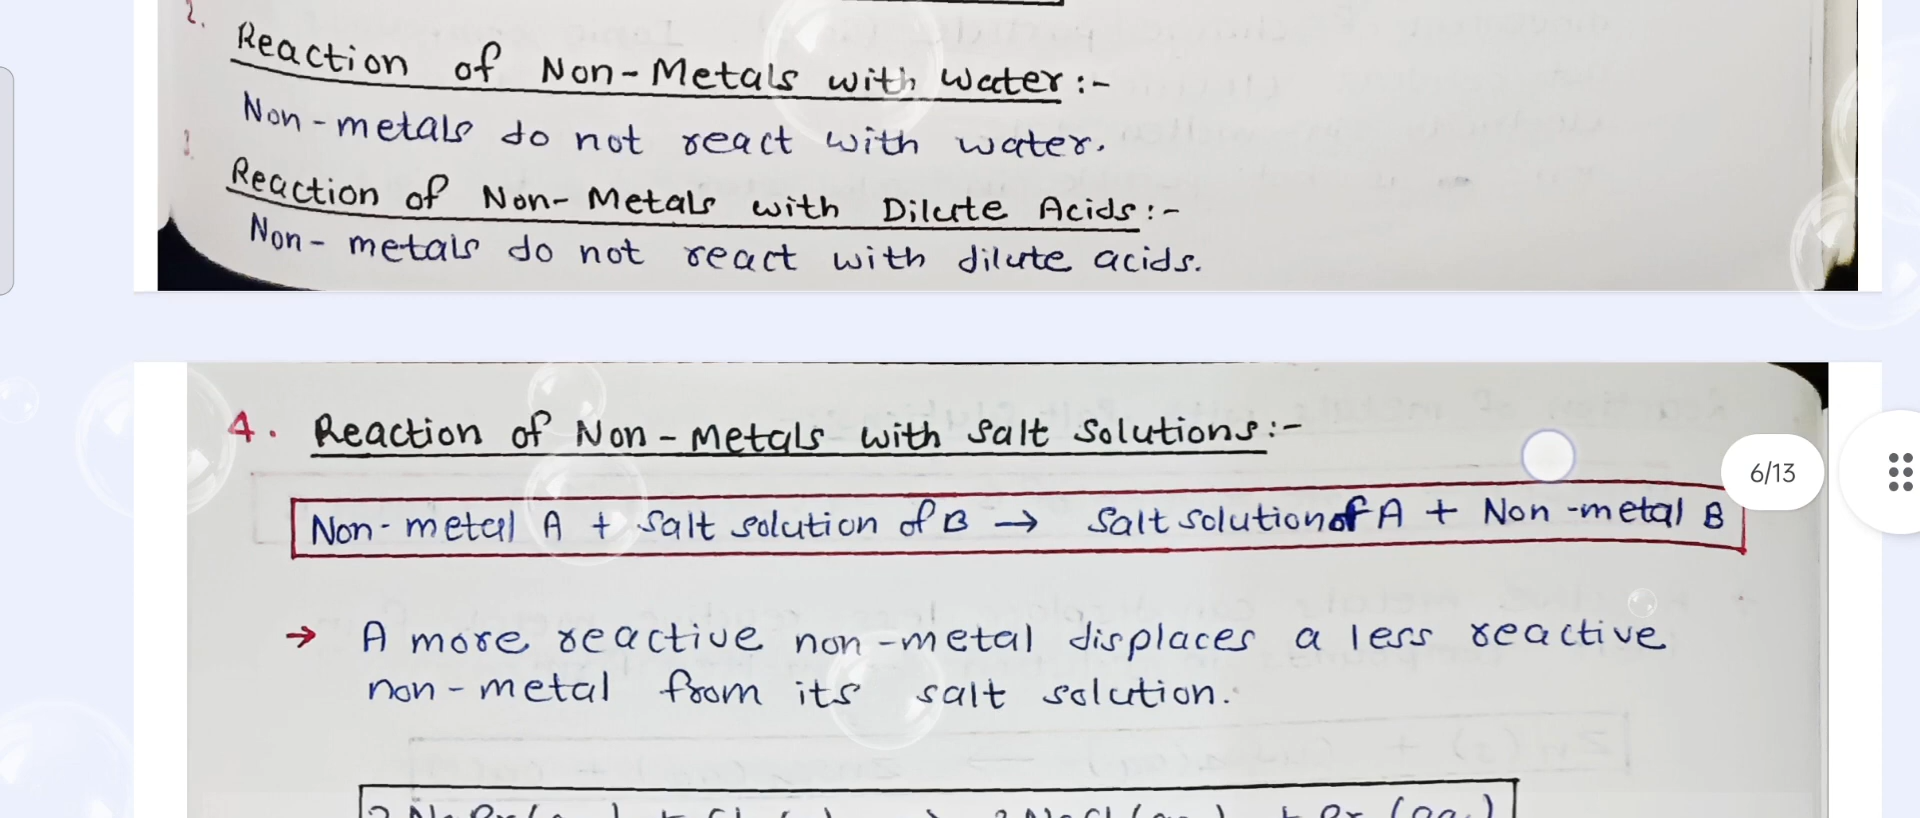 2.
Reaction of Non-Metals with Water :-
Non-metals do not react with water.
Reaction of Non-Metals with Dilute Acids :-
Non-metals do not react with dilute acids.
4. Reaction of Non-Metals with Salt Solutions :-
6/13
Non-metal A + Salt solution of B → Salt solution of A + Non-metal B
→ A more reactive non-metal displaces a less reactive
non-metal from its salt solution.